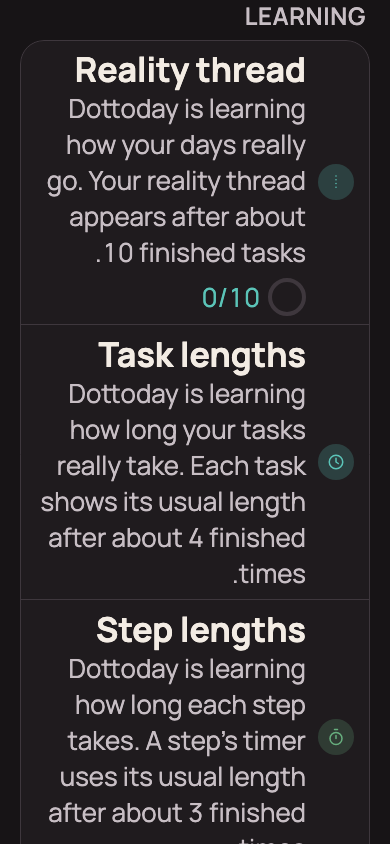 LEARNING
Reality thread
Dottoday is learning
how your days really
go. Your reality thread
appears after about
.10 finished tasks
0/10
Task lengths
Dottoday is learning
how long your tasks
really take. Each task
shows its usual length
after about 4 finished
.times
Step lengths
Dottoday is learning
how long each step
takes. A step's timer
uses its usual length
after about 3 finished